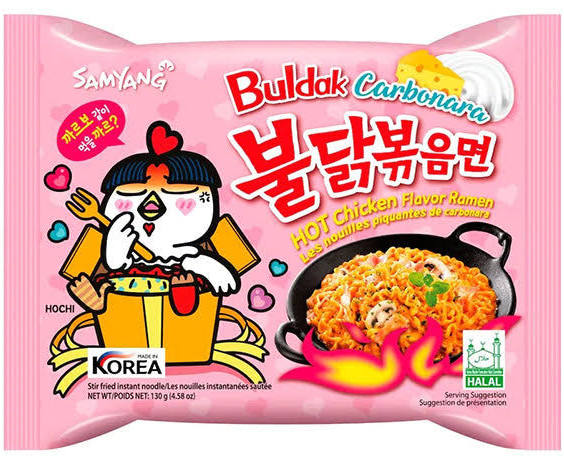 SAMYANG
Buldak Carbonara
까르보 같이
먹을 까르?
불닭볶음면
HOT Chicken Flavor Ramen
Les nouilles piquantes de carbonara
HOCHI
MADE IN
KOREA
Stir fried instant noodle/Les nouilles instantanées sautée
NET WT/POIDS NET: 130 g (4.58 oz)
حلال
HALAL
Serving Suggestion
Suggestion de présentation